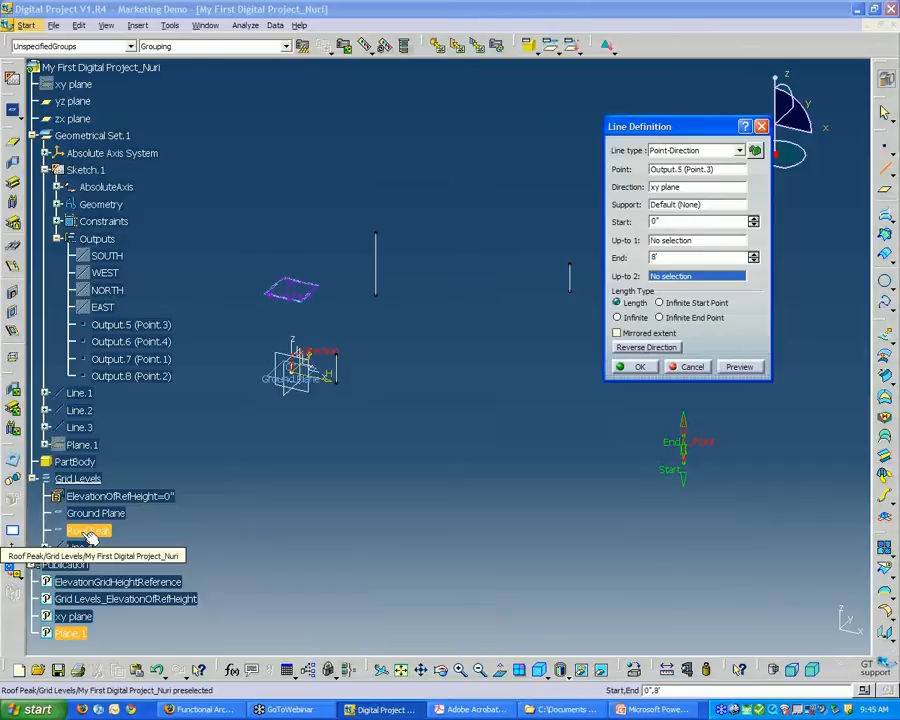 Digital Project V1,R4 - Marketing Demo - [My First Digital Project_Nuri]
Start File Edit View Insert Tools Window Analyze Data Help
UnspecifiedGroups Grouping
My First Digital Project_Nuri
xy plane
yz plane
zx plane
Geometrical Set.1
Absolute Axis System
Sketch.1
AbsoluteAxis
Geometry
Constraints
Outputs
SOUTH
WEST
NORTH
EAST
Output.5 (Point.3)
Output.6 (Point.4)
Output.7 (Point.1)
Output.8 (Point.2)
Line.1
Line.2
Line.3
Plane.1
PartBody
Grid Levels
ElevationOfRefHeight=0"
Ground Plane
Roof Peak/Grid Levels/My First Digital Project_Nuri
Publication
ElevationGridHeightReference
Grid Levels_ElevationOfRefHeight
xy plane
Plane.1
z
y
x
Z
H
Ground Plane
Line Definition
Line type : Point-Direction
Point: Output.5 (Point.3)
Direction: xy plane
Support: Default (None)
Start: 0"
Up-to 1: No selection
End: 8'
Up-to 2: No selection
Length Type
Length Infinite Start Point
Infinite Infinite End Point
Mirrored extent
Reverse Direction
OK Cancel Preview
End Point
Start
z
y
x
GT
support
Roof Peak/Grid Levels/My First Digital Project_Nuri preselected
Start,End 0",8'
start Functional Arc... GoToWebinar Digital Project ... Adobe Acrobat... C:\Documents ... Microsoft Powe... 9:45 AM